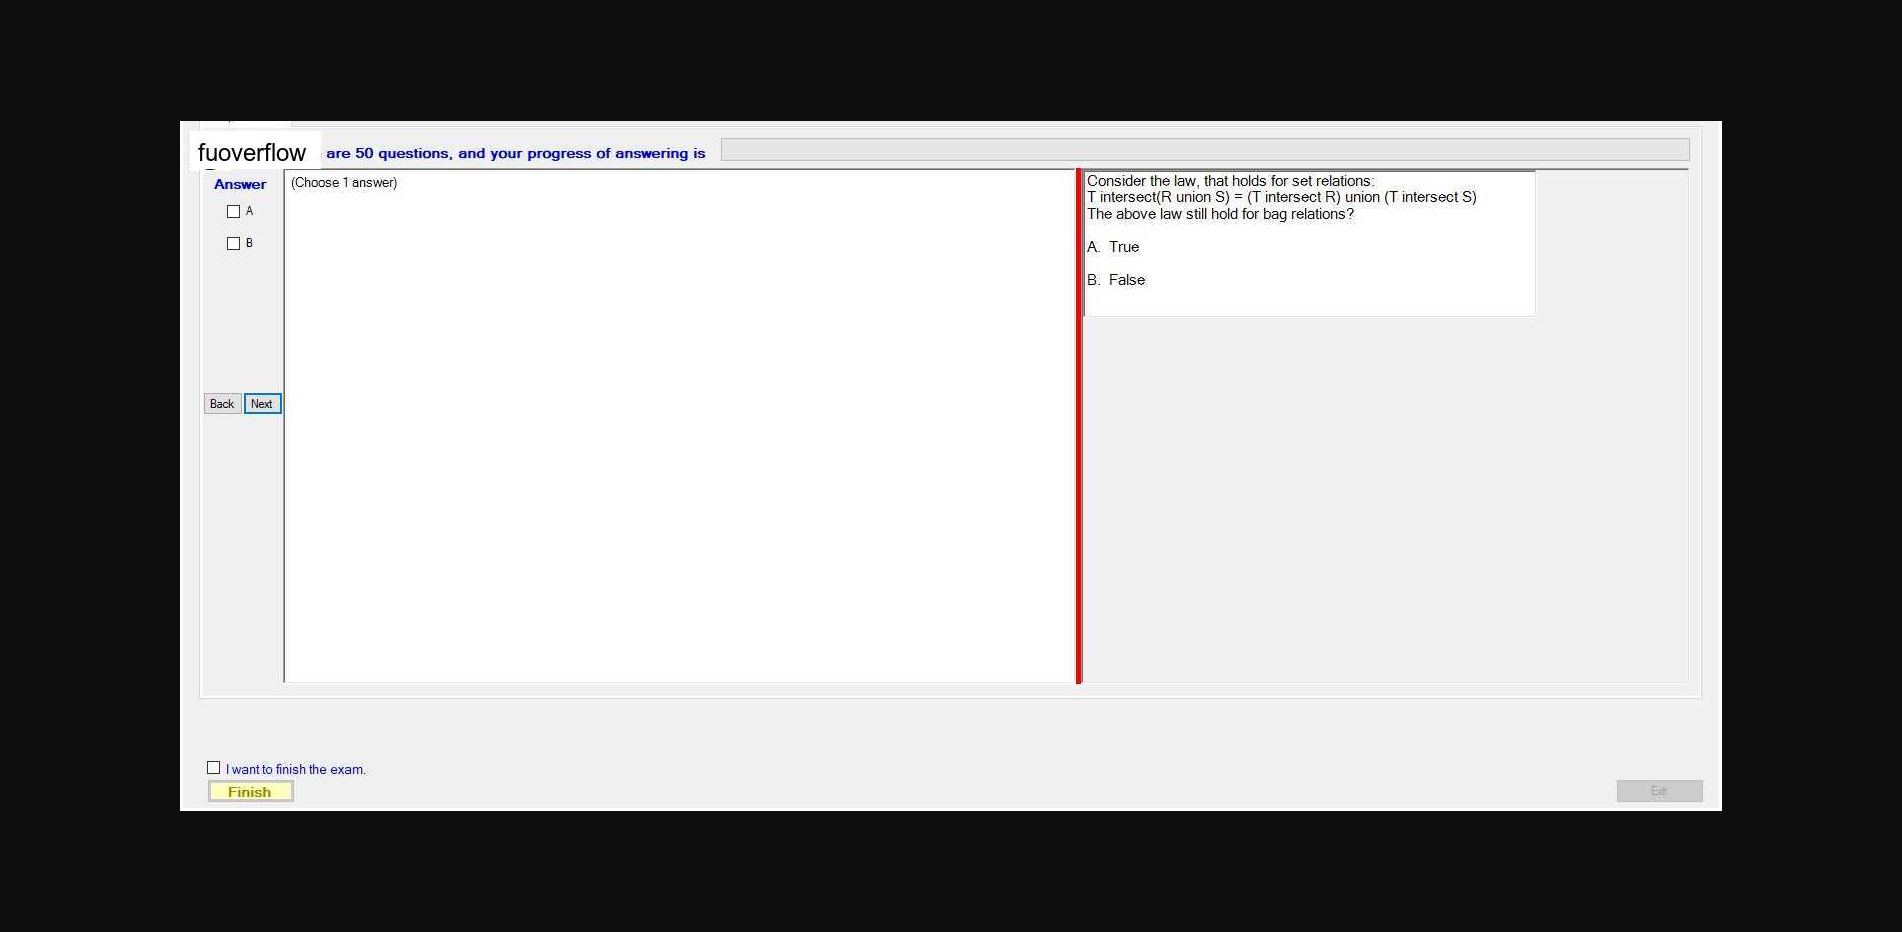 fuoverflow are 50 questions, and your progress of answering is
Answer
(Choose 1 answer)
A
B
Consider the law, that holds for set relations:
T intersect(R union S) = (T intersect R) union (T intersect S)
The above law still hold for bag relations?
A. True
B. False
Back Next
I want to finish the exam.
Finish
Exit